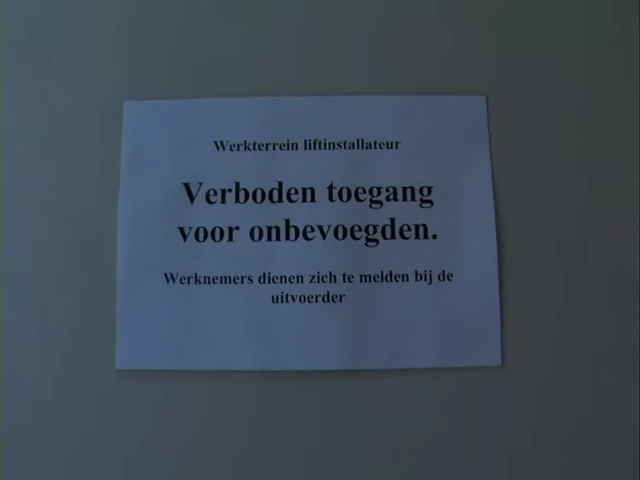 Werkterrein liftinstallateur
Verboden toegang
voor onbevoegden.
Werknemers dienen zich te melden bij de
uitvoerder